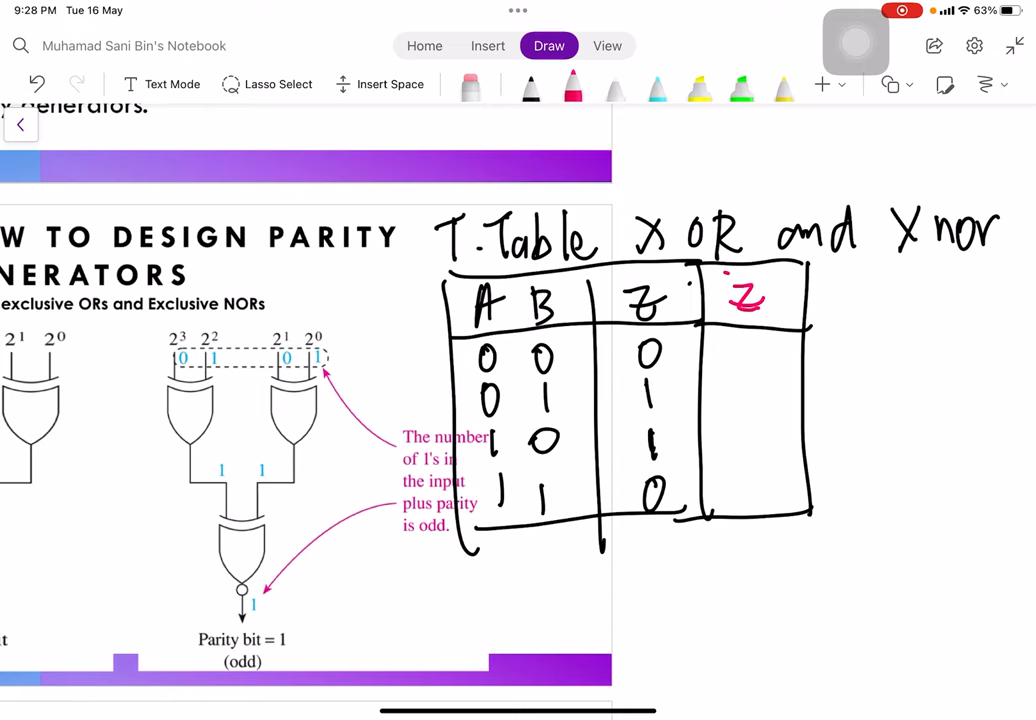 9:28 PM Tue 16 May
63%
Muhamad Sani Bin's Notebook
Home Insert Draw View
Text Mode Lasso Select Insert Space
generators.
W TO DESIGN PARITY
NERATORS
exclusive ORs and Exclusive NORs
2¹ 2⁰ 2³ 2² 2¹ 2⁰
0 1 0 1
The number
of 1's in
the input
plus parity
is odd.
1 1
1
Parity bit = 1
(odd)
T.Table XOR and Xnor
A B Z Z
0 0 0
0 1 1
1 0 1
1 1 0